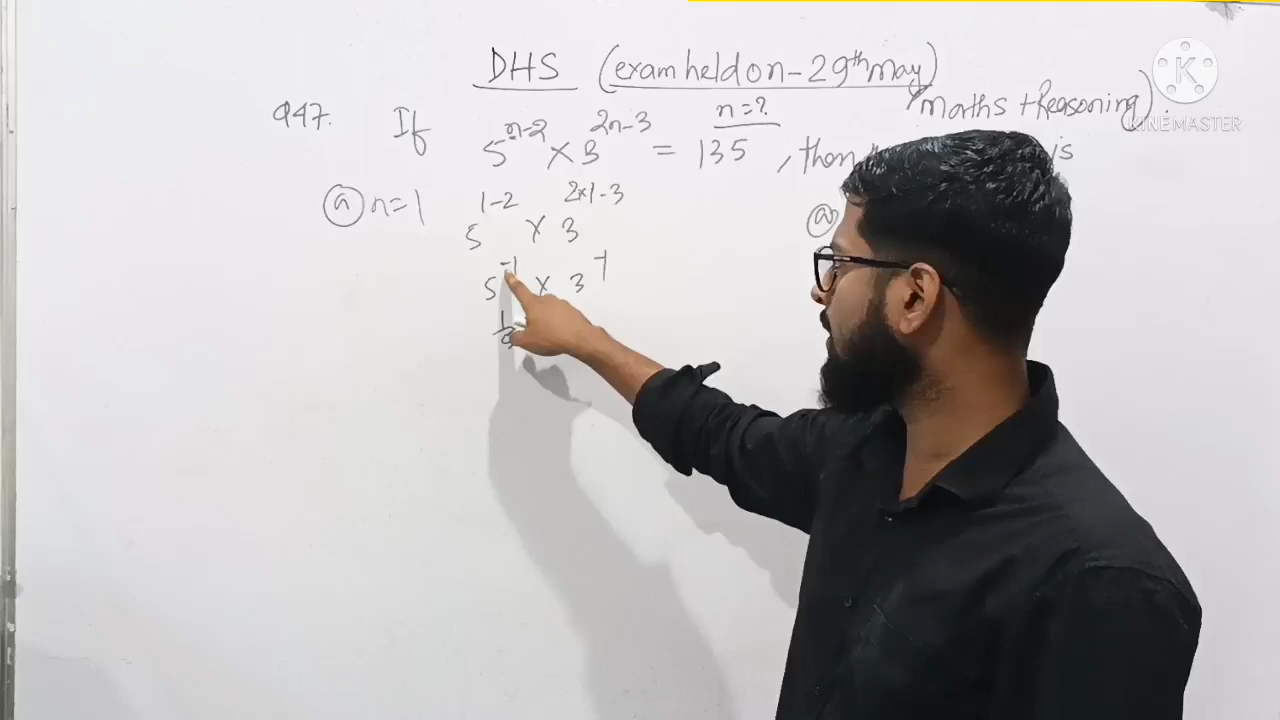 DHS (exam held on - 29th May)
Maths + Reasoning)
KINEMASTER
Q47. If 5^{n-2} × 3^{2n-3} = 135, then is
n=?
ⓐ n=1
5^{1-2} × 3^{2×1-3}
ⓐ
5^{-1} × 3^{-1}